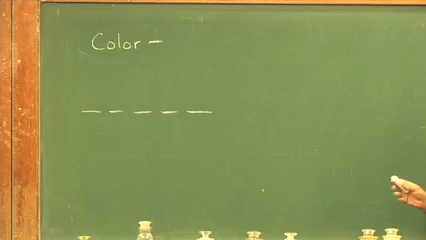 Color –
_ _ _ _ _